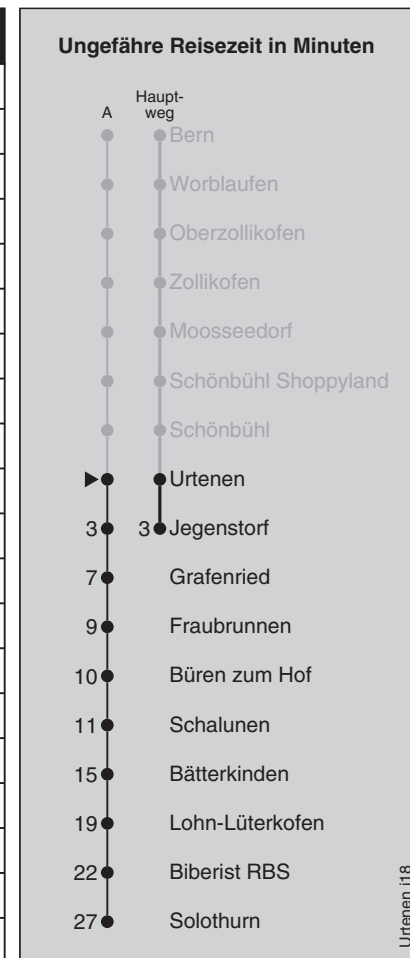 Ungefähre Reisezeit in Minuten
A Haupt-
weg
Bern
Worblaufen
Oberzollikofen
Zollikofen
Moosseedorf
Schönbühl Shoppyland
Schönbühl
Urtenen
3 3 Jegenstorf
7 Grafenried
9 Fraubrunnen
10 Büren zum Hof
11 Schalunen
15 Bätterkinden
19 Lohn-Lüterkofen
22 Biberist RBS
27 Solothurn
Urtenen j18